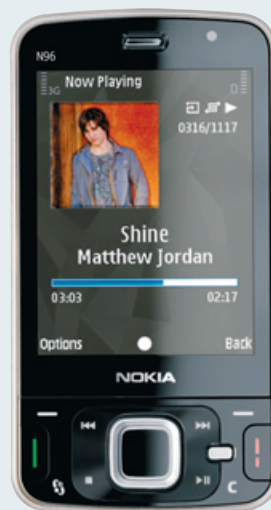 N96
3G Now Playing
0316/1117
Shine
Matthew Jordan
03:03 02:17
Options Back
NOKIA
C